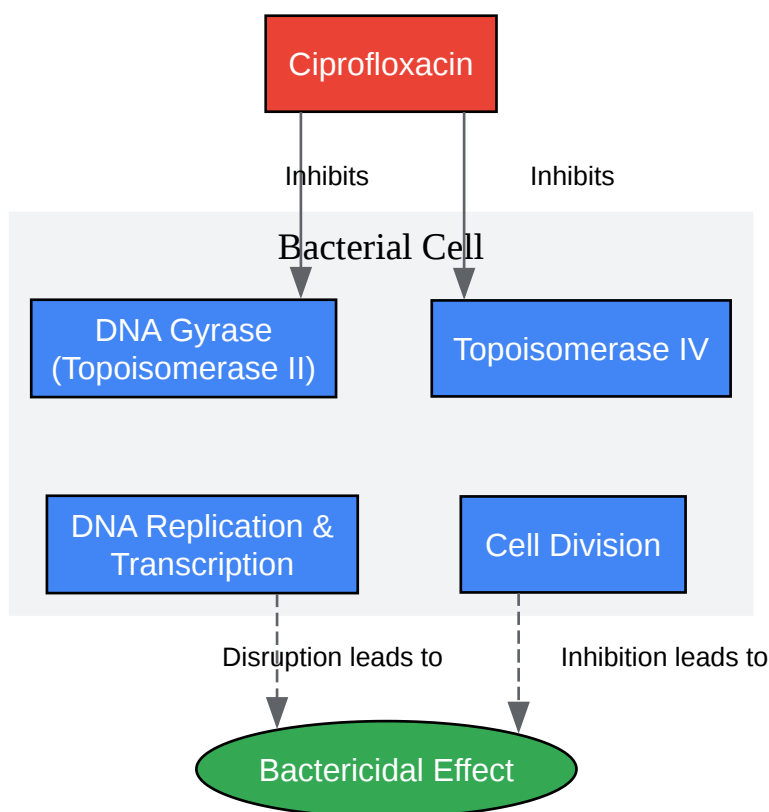 Ciprofloxacin
Inhibits
Inhibits
Bacterial Cell
DNA Gyrase
(Topoisomerase II)
Topoisomerase IV
DNA Replication &
Transcription
Cell Division
Disruption leads to
Inhibition leads to
Bactericidal Effect